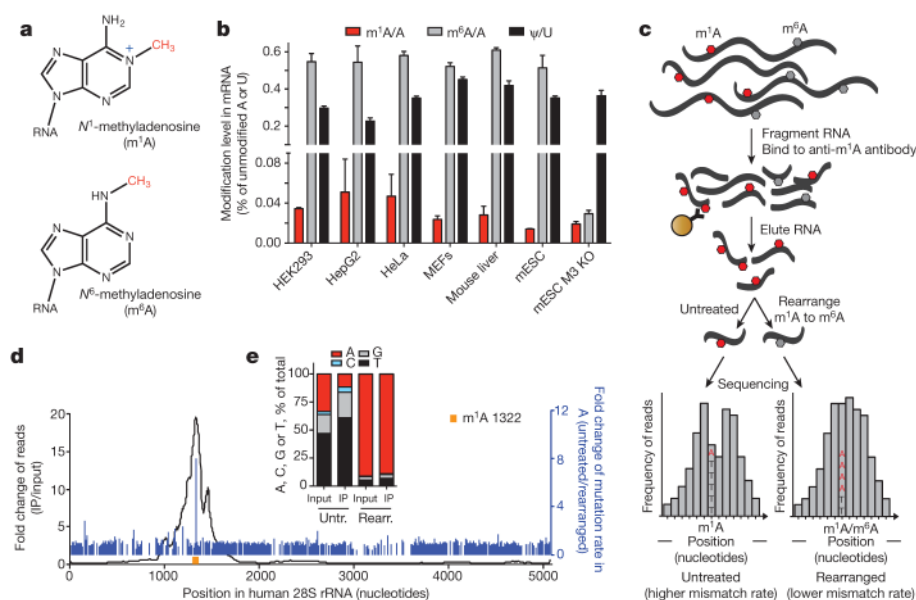 a
NH₂
CH₃
N
N
N
N
+
RNA
N¹-methyladenosine
(m¹A)
CH₃
HN
N
N
N
N
RNA
N⁶-methyladenosine
(m⁶A)
b
m¹A/A m⁶A/A ψ/U
Modification level in mRNA
(% of unmodified A or U)
0.6
0.4
0.2
0.08
0.04
0.00
HEK293
HepG2
HeLa
MEFs
Mouse liver
mESC
mESC M3 KO
c
m¹A m⁶A
Fragment RNA
Bind to anti-m¹A antibody
Elute RNA
Untreated
Rearrange
m¹A to m⁶A
Sequencing
Frequency of reads
A
T
T
T
T
m¹A
Position
(nucleotides)
Untreated
(higher mismatch rate)
Frequency of reads
A
A
A
A
T
m¹A/m⁶A
Position
(nucleotides)
Rearranged
(lower mismatch rate)
d
Fold change of reads
(IP/input)
20
15
10
5
0
0 1000 2000 3000 4000 5000
Position in human 28S rRNA (nucleotides)
m¹A 1322
12
8
4
0
Fold change of mutation rate in
A (untreated/rearranged)
e
A G
C T
A, C, G or T, % of total
100
75
50
25
0
Input IP Input IP
Untr. Rearr.